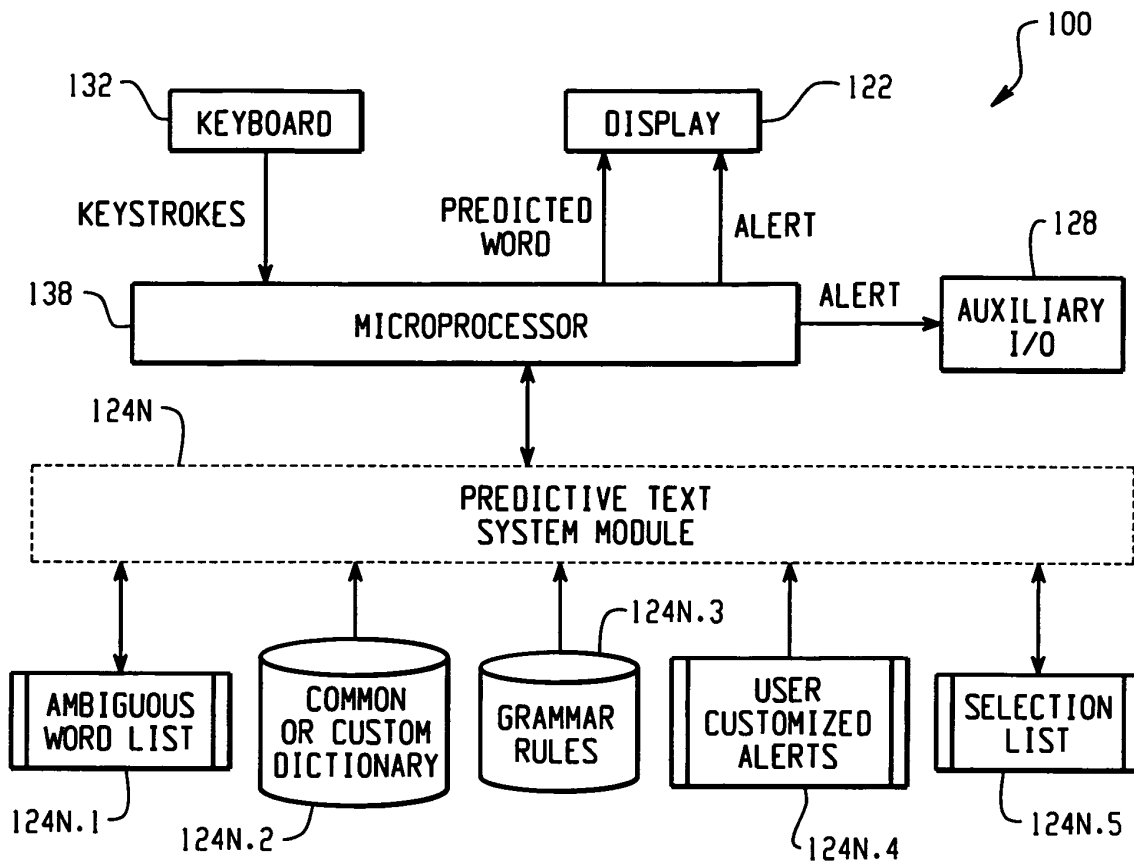 100
132
KEYBOARD
122
DISPLAY
KEYSTROKES
PREDICTED
WORD
ALERT
128
138
MICROPROCESSOR
ALERT
AUXILIARY
I/O
124N
PREDICTIVE TEXT
SYSTEM MODULE
124N.3
AMBIGUOUS
WORD LIST
COMMON
OR CUSTOM
DICTIONARY
GRAMMAR
RULES
USER
CUSTOMIZED
ALERTS
SELECTION
LIST
124N.1
124N.2
124N.4
124N.5